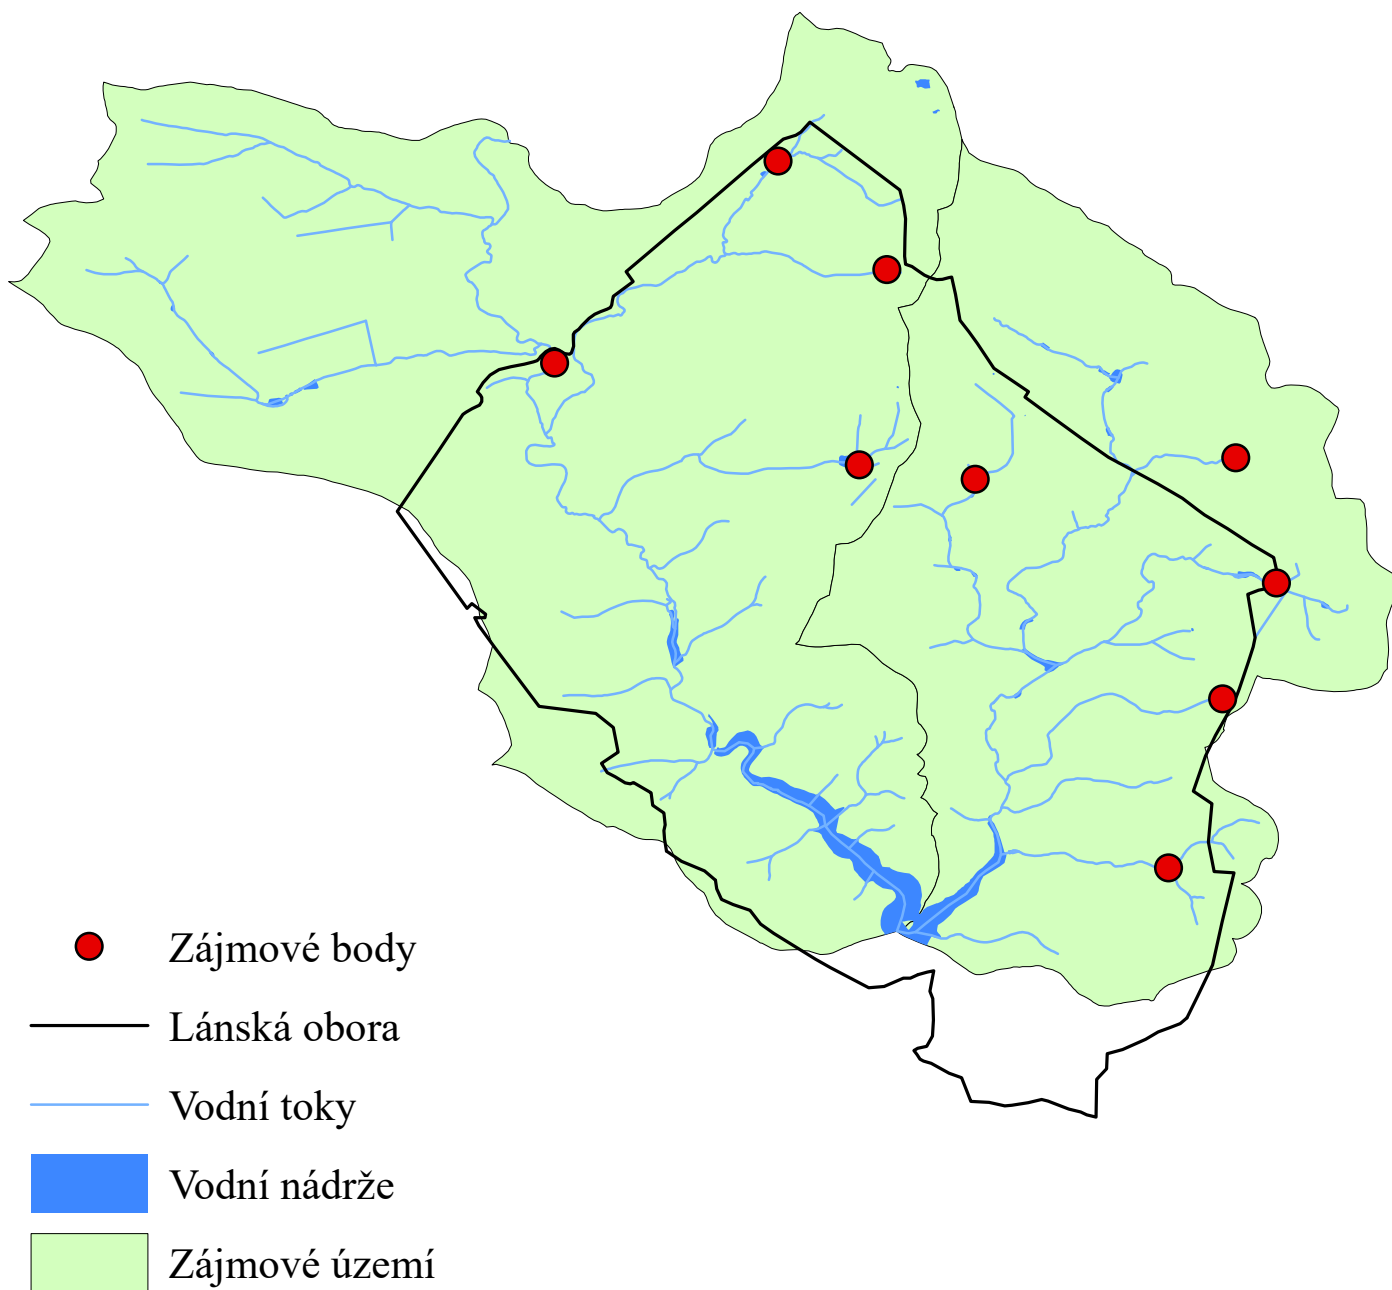 Zájmové body
Lánská obora
Vodní toky
Vodní nádrže
Zájmové území